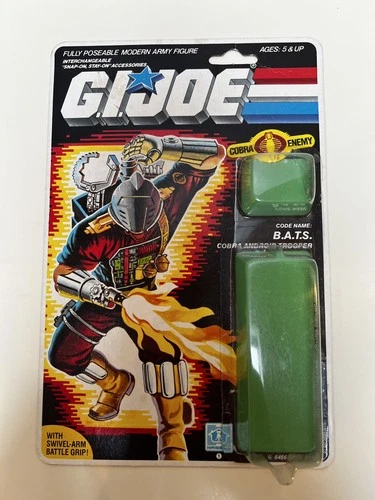 FULLY POSEABLE MODERN ARMY FIGURE
AGES: 5 & UP
INTERCHANGEABLE
"SNAP-ON, STAY-ON" ACCESSORIES
G.I.JOE
COBRA ENEMY
CODE NAME:
B.A.T.S.
COBRA ANDROID TROOPER
WITH
SWIVEL-ARM
BATTLE GRIP!